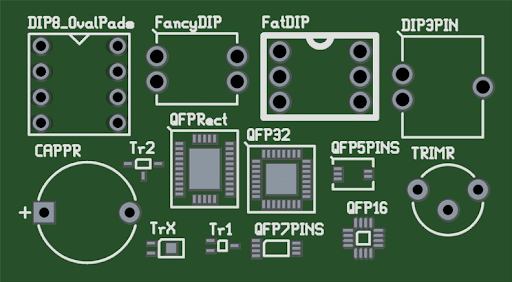 DIP8_OvalPads FancyDIP FatDIP DIP3PIN
QFPRect QFP32
CAPPR Tr2 QFP5PINS TRIMR
+
QFP16
TrX Tr1 QFP7PINS